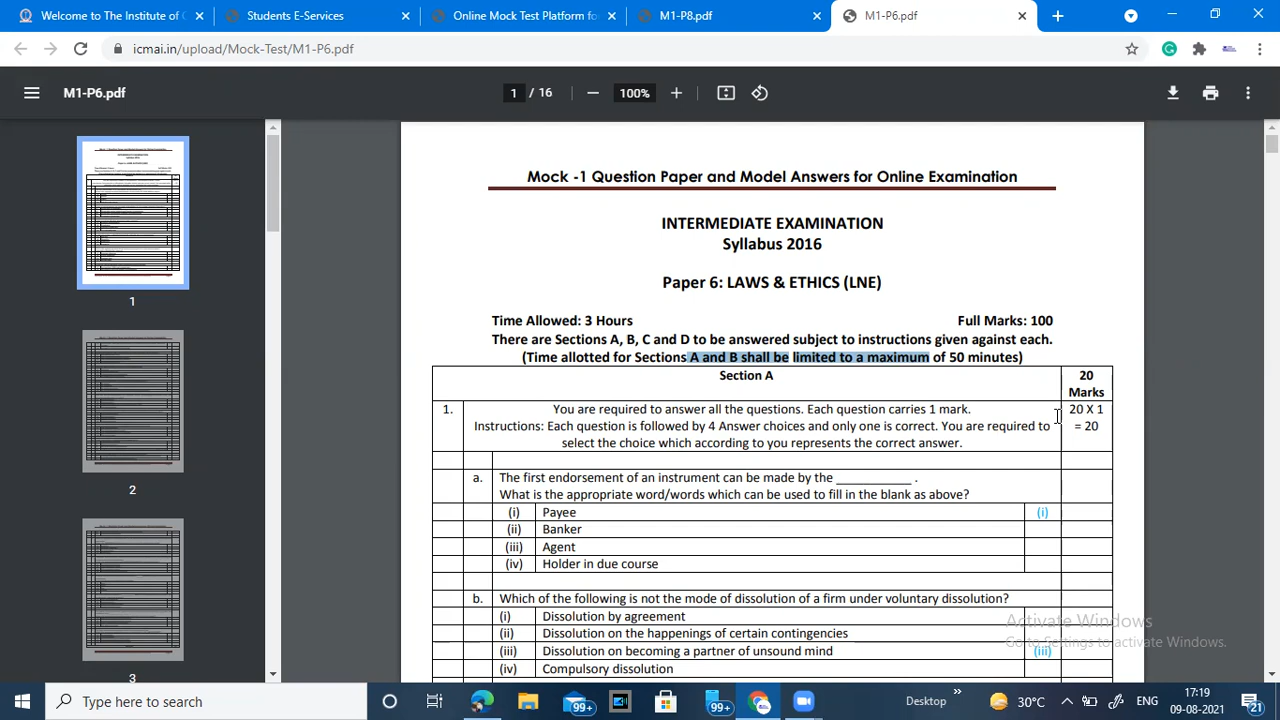 Welcome to The Institute of C
Students E-Services
Online Mock Test Platform for
M1-P8.pdf
M1-P6.pdf
icmai.in/upload/Mock-Test/M1-P6.pdf
M1-P6.pdf
1 / 16
100%
Mock -1 Question Paper and Model Answers for Online Examination
INTERMEDIATE EXAMINATION
Syllabus 2016
Paper 6: LAWS & ETHICS (LNE)
Time Allowed: 3 Hours Full Marks: 100
There are Sections A, B, C and D to be answered subject to instructions given against each.
(Time allotted for Sections A and B shall be limited to a maximum of 50 minutes)
Section A 20 Marks
1. You are required to answer all the questions. Each question carries 1 mark. 20 X 1
Instructions: Each question is followed by 4 Answer choices and only one is correct. You are required to = 20
select the choice which according to you represents the correct answer.
a. The first endorsement of an instrument can be made by the ___________ .
What is the appropriate word/words which can be used to fill in the blank as above?
(i) Payee (i)
(ii) Banker
(iii) Agent
(iv) Holder in due course
b. Which of the following is not the mode of dissolution of a firm under voluntary dissolution?
(i) Dissolution by agreement
(ii) Dissolution on the happenings of certain contingencies
(iii) Dissolution on becoming a partner of unsound mind (iii)
(iv) Compulsory dissolution
1
2
3
Activate Windows
Go to Settings to activate Windows.
Type here to search
99+
99+
Desktop
30°C
ENG
17:19
09-08-2021
21